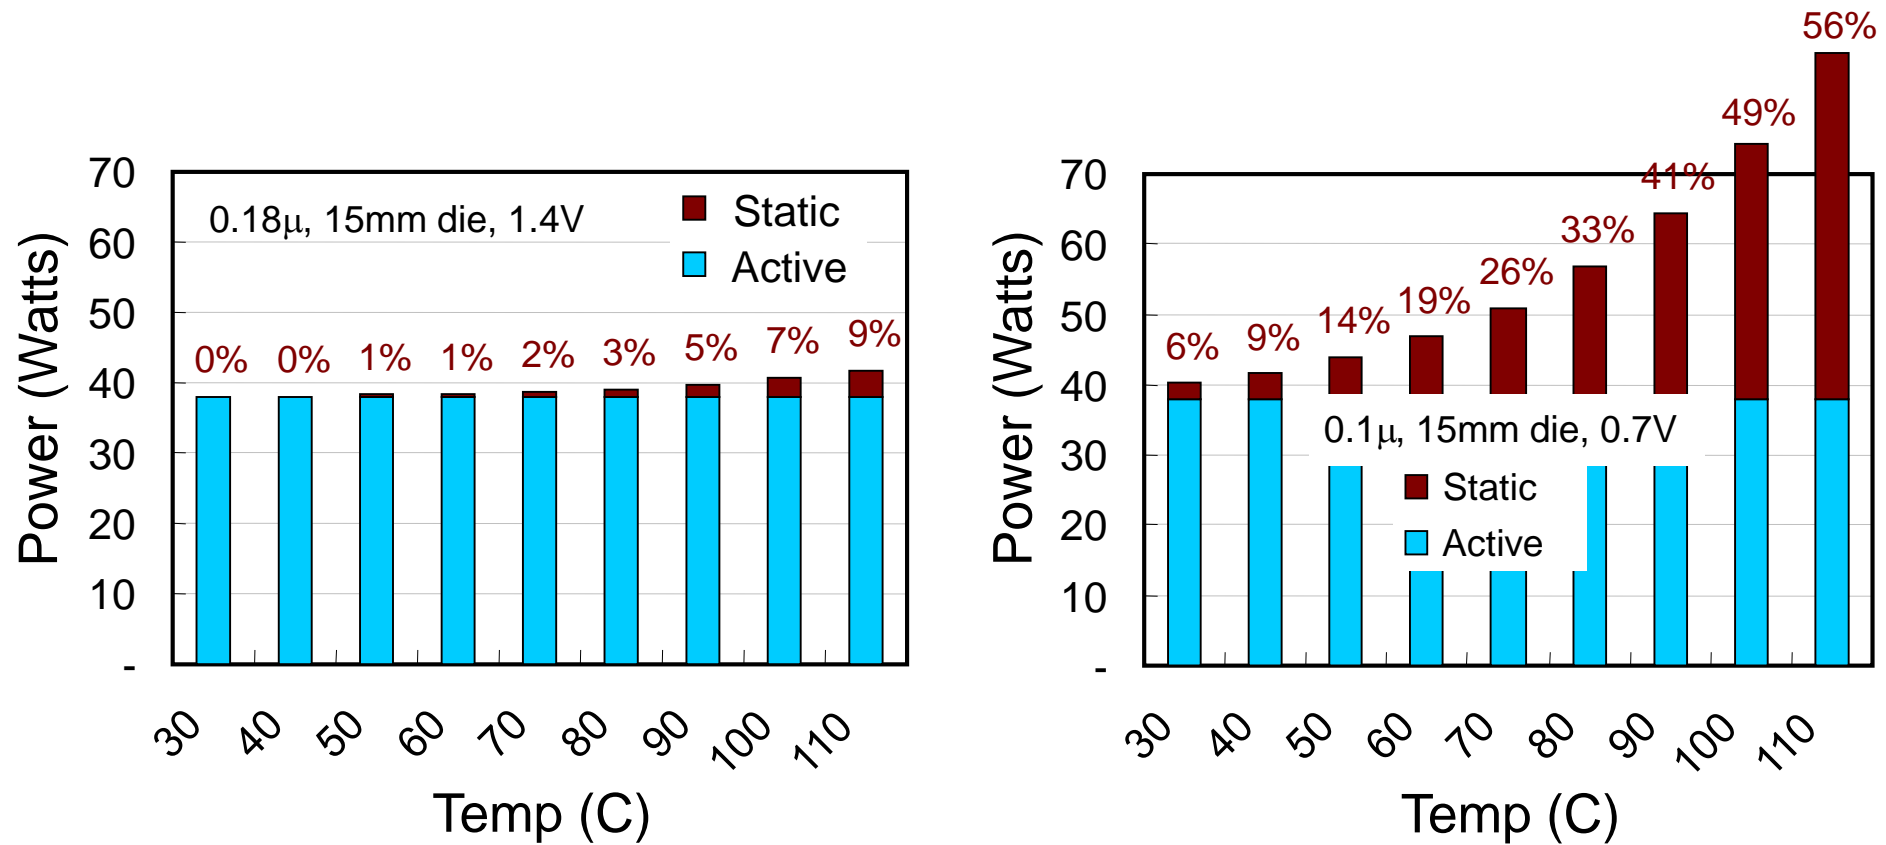 0.18μ, 15mm die, 1.4V
Static
Active
Power (Watts)
70
60
50
40
30
20
10
-
0% 0% 1% 1% 2% 3% 5% 7% 9%
30 40 50 60 70 80 90 100 110
Temp (C)
Power (Watts)
70
60
50
40
30
20
10
-
6% 9% 14% 19% 26% 33% 41% 49% 56%
0.1μ, 15mm die, 0.7V
Static
Active
30 40 50 60 70 80 90 100 110
Temp (C)